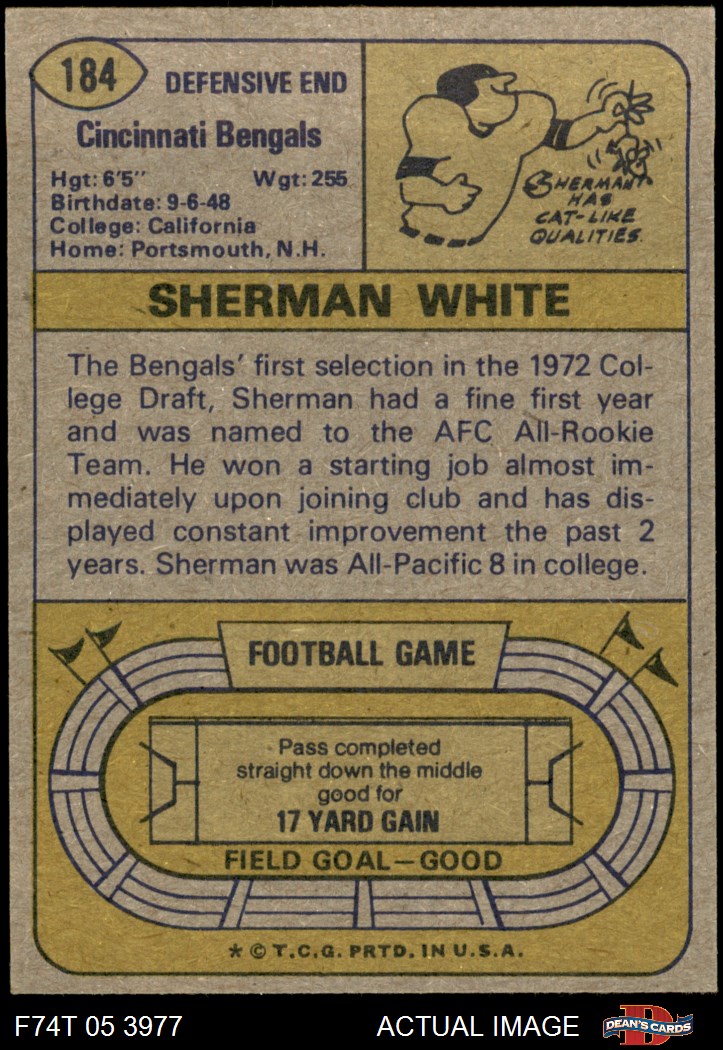 184
DEFENSIVE END
Cincinnati Bengals
Hgt: 6'5" Wgt: 255
Birthdate: 9-6-48
College: California
Home: Portsmouth, N.H.
SHERMAN
HAS
CAT-LIKE
QUALITIES.
SHERMAN WHITE
The Bengals' first selection in the 1972 Col-
lege Draft, Sherman had a fine first year
and was named to the AFC All-Rookie
Team. He won a starting job almost im-
mediately upon joining club and has dis-
played constant improvement the past 2
years. Sherman was All-Pacific 8 in college.
FOOTBALL GAME
Pass completed
straight down the middle
good for
17 YARD GAIN
FIELD GOAL—GOOD
* © T.C.G. PRTD. IN U.S.A.
F74T 05 3977 ACTUAL IMAGE
D
DEAN'S CARDS